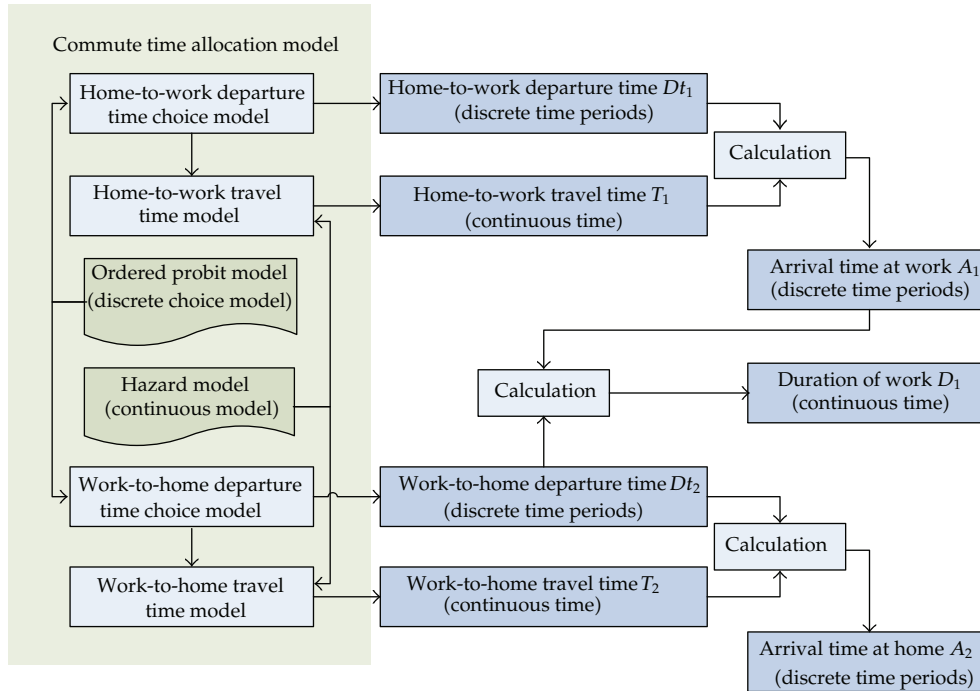 Commute time allocation model
Home-to-work departure
time choice model
Home-to-work departure time Dt₁
(discrete time periods)
Calculation
Home-to-work travel
time model
Home-to-work travel time T₁
(continuous time)
Ordered probit model
(discrete choice model)
Arrival time at work A₁
(discrete time periods)
Hazard model
(continuous model)
Calculation
Duration of work D₁
(continuous time)
Work-to-home departure
time choice model
Work-to-home departure time Dt₂
(discrete time periods)
Calculation
Work-to-home travel
time model
Work-to-home travel time T₂
(continuous time)
Arrival time at home A₂
(discrete time periods)